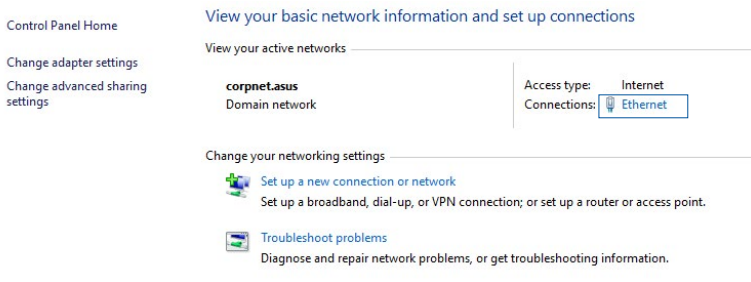 Control Panel Home
Change adapter settings
Change advanced sharing
settings
View your basic network information and set up connections
View your active networks
corpnet.asus
Domain network
Access type: Internet
Connections: Ethernet
Change your networking settings
Set up a new connection or network
Set up a broadband, dial-up, or VPN connection; or set up a router or access point.
Troubleshoot problems
Diagnose and repair network problems, or get troubleshooting information.